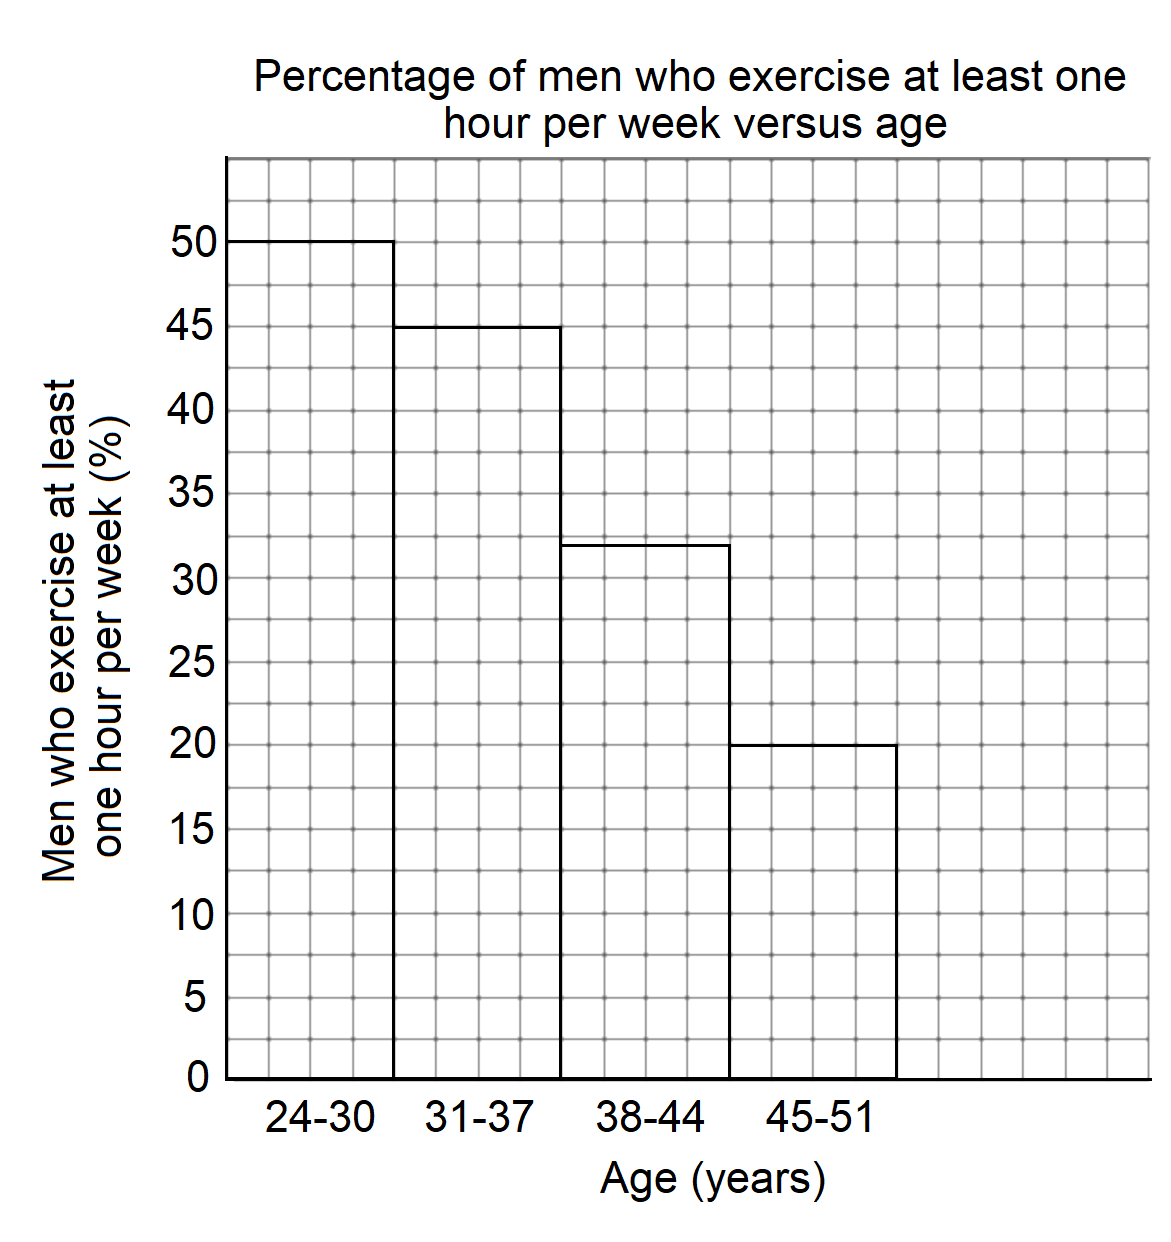 Percentage of men who exercise at least one
hour per week versus age
Men who exercise at least
one hour per week (%)
50
45
40
35
30
25
20
15
10
5
0
24-30 31-37 38-44 45-51
Age (years)